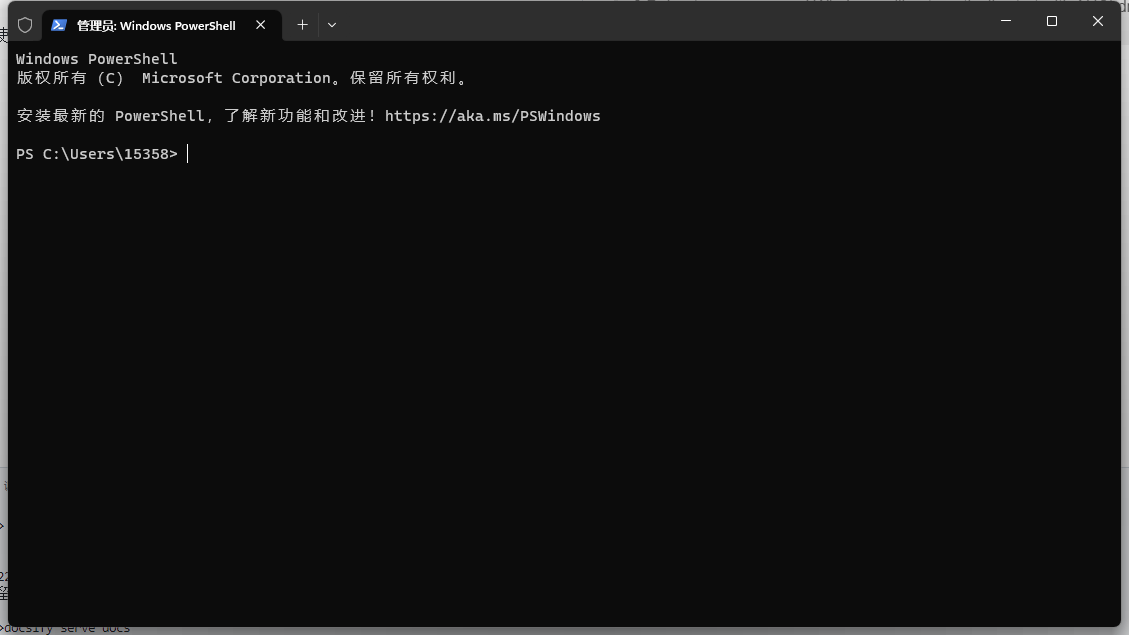 管理员: Windows PowerShell
Windows PowerShell
版权所有 (C) Microsoft Corporation。保留所有权利。
安装最新的 PowerShell，了解新功能和改进！https://aka.ms/PSWindows
PS C:\Users\15358>
>docsify serve docs